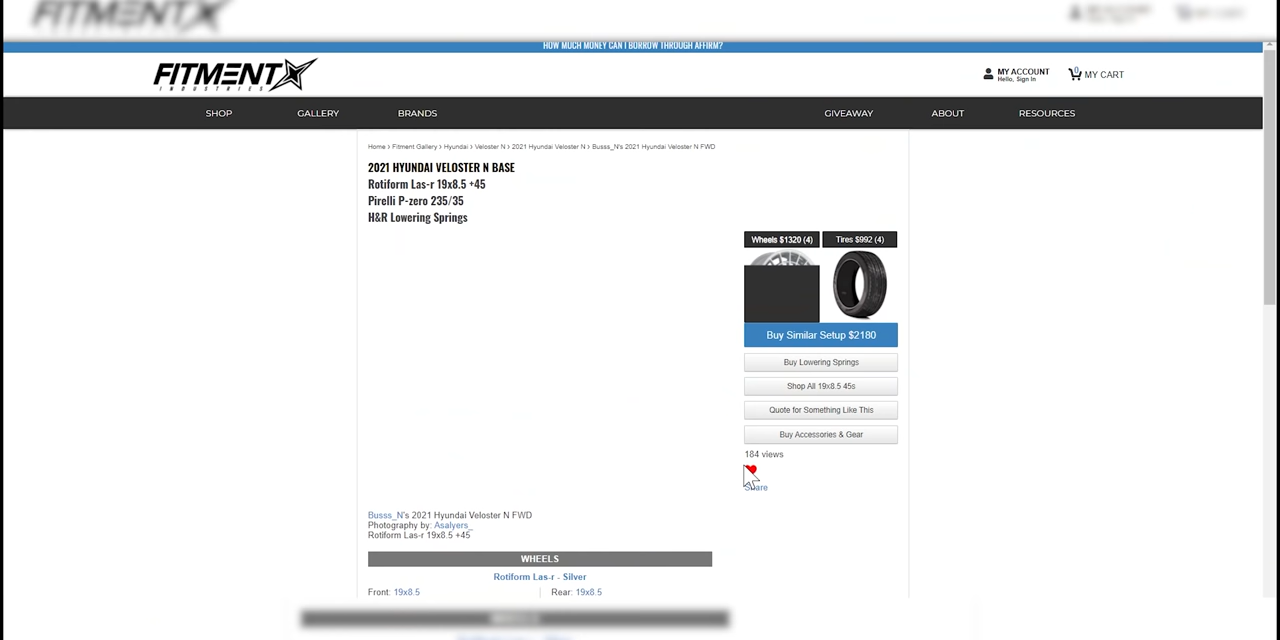 HOW MUCH MONEY CAN I BORROW THROUGH AFFIRM?
FITMENT
INDUSTRIES
MY ACCOUNT
Hello, Sign In
0
MY CART
SHOP
GALLERY
BRANDS
GIVEAWAY
ABOUT
RESOURCES
Home › Fitment Gallery › Hyundai › Veloster N › 2021 Hyundai Veloster N › Busss_N's 2021 Hyundai Veloster N FWD
2021 HYUNDAI VELOSTER N BASE
Rotiform Las-r 19x8.5 +45
Pirelli P-zero 235/35
H&R Lowering Springs
Wheels $1320 (4)
Tires $992 (4)
Buy Similar Setup $2180
Buy Lowering Springs
Shop All 19x8.5 45s
Quote for Something Like This
Buy Accessories & Gear
184 views
Share
Busss_N's 2021 Hyundai Veloster N FWD
Photography by: Asalyers_
Rotiform Las-r 19x8.5 +45
WHEELS
Rotiform Las-r - Silver
Front: 19x8.5
Rear: 19x8.5